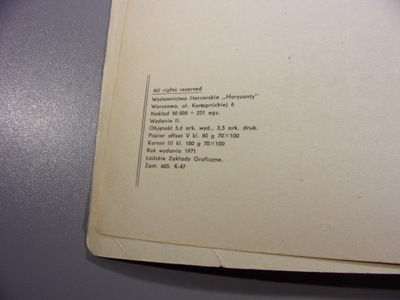 All rights reserved
Wydawnictwo Harcerskie „Horyzonty"
Warszawa, ul. Konopnickiej 6
Nakład 50 000 + 251 egz.
Wydanie II.
Objętość 5,6 ark. wyd., 3,5 ark. druk.
Papier offset V kl. 80 g 70×100
Karton III kl. 180 g 70×100
Rok wydania 1971
Łódzkie Zakłady Graficzne.
Zam. 665. K-47